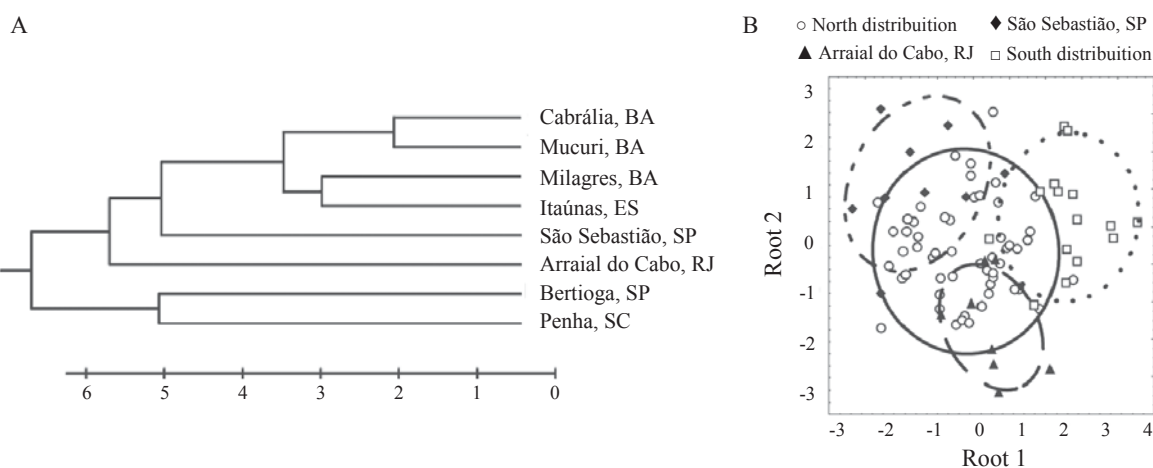 A
Cabrália, BA
Mucuri, BA
Milagres, BA
Itaúnas, ES
São Sebastião, SP
Arraial do Cabo, RJ
Bertioga, SP
Penha, SC
6 5 4 3 2 1 0
B
North distribuition São Sebastião, SP
Arraial do Cabo, RJ South distribuition
3
2
1
0
-1
-2
-3
Root 2
-3 -2 -1 0 1 2 3 4
Root 1